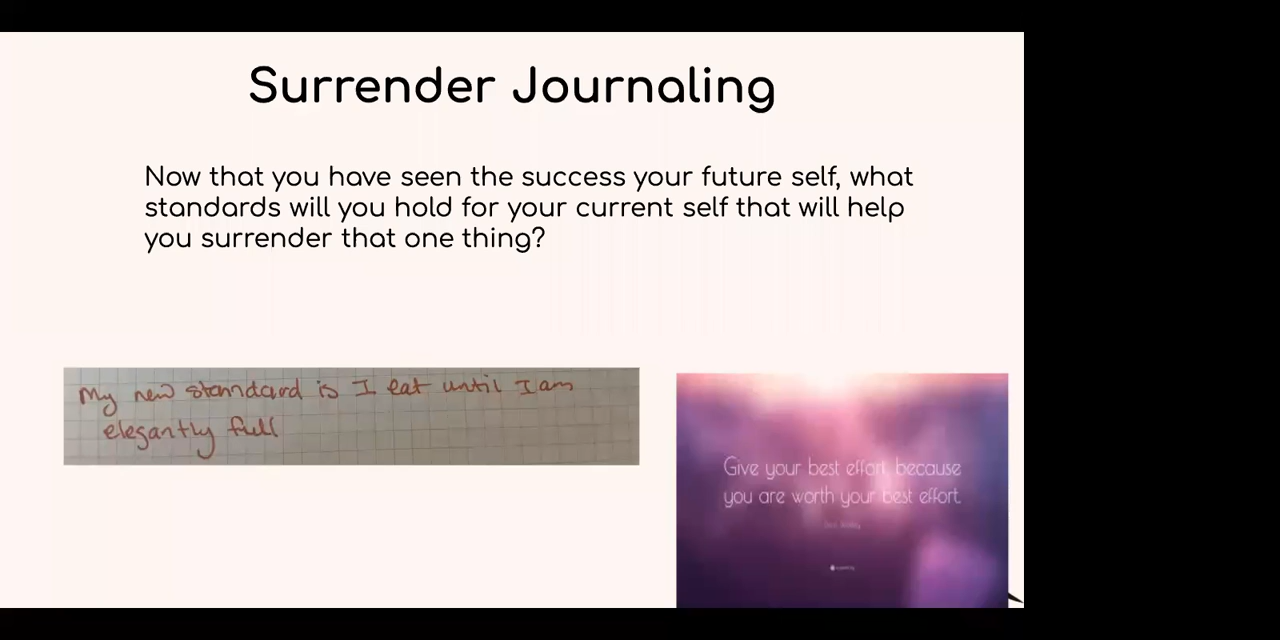 Surrender Journaling
Now that you have seen the success your future self, what
standards will you hold for your current self that will help
you surrender that one thing?
My new standard is I eat until I am
elegantly full
Give your best effort, because
you are worth your best effort.